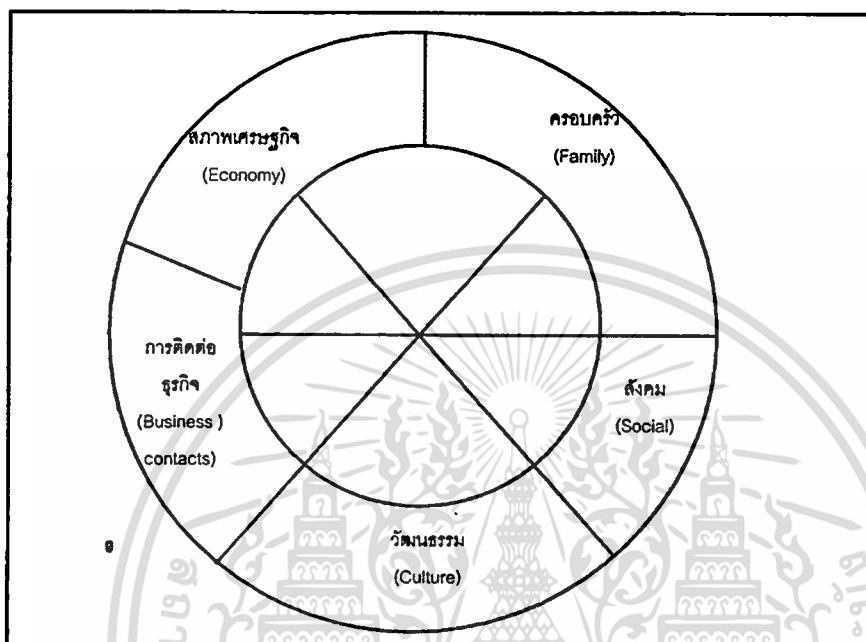 สภาพเศรษฐกิจ
(Economy)
ครอบครัว
(Family)
การติดต่อ
ธุรกิจ
(Business )
contacts)
สังคม
(Social)
วัฒนธรรม
(Culture)